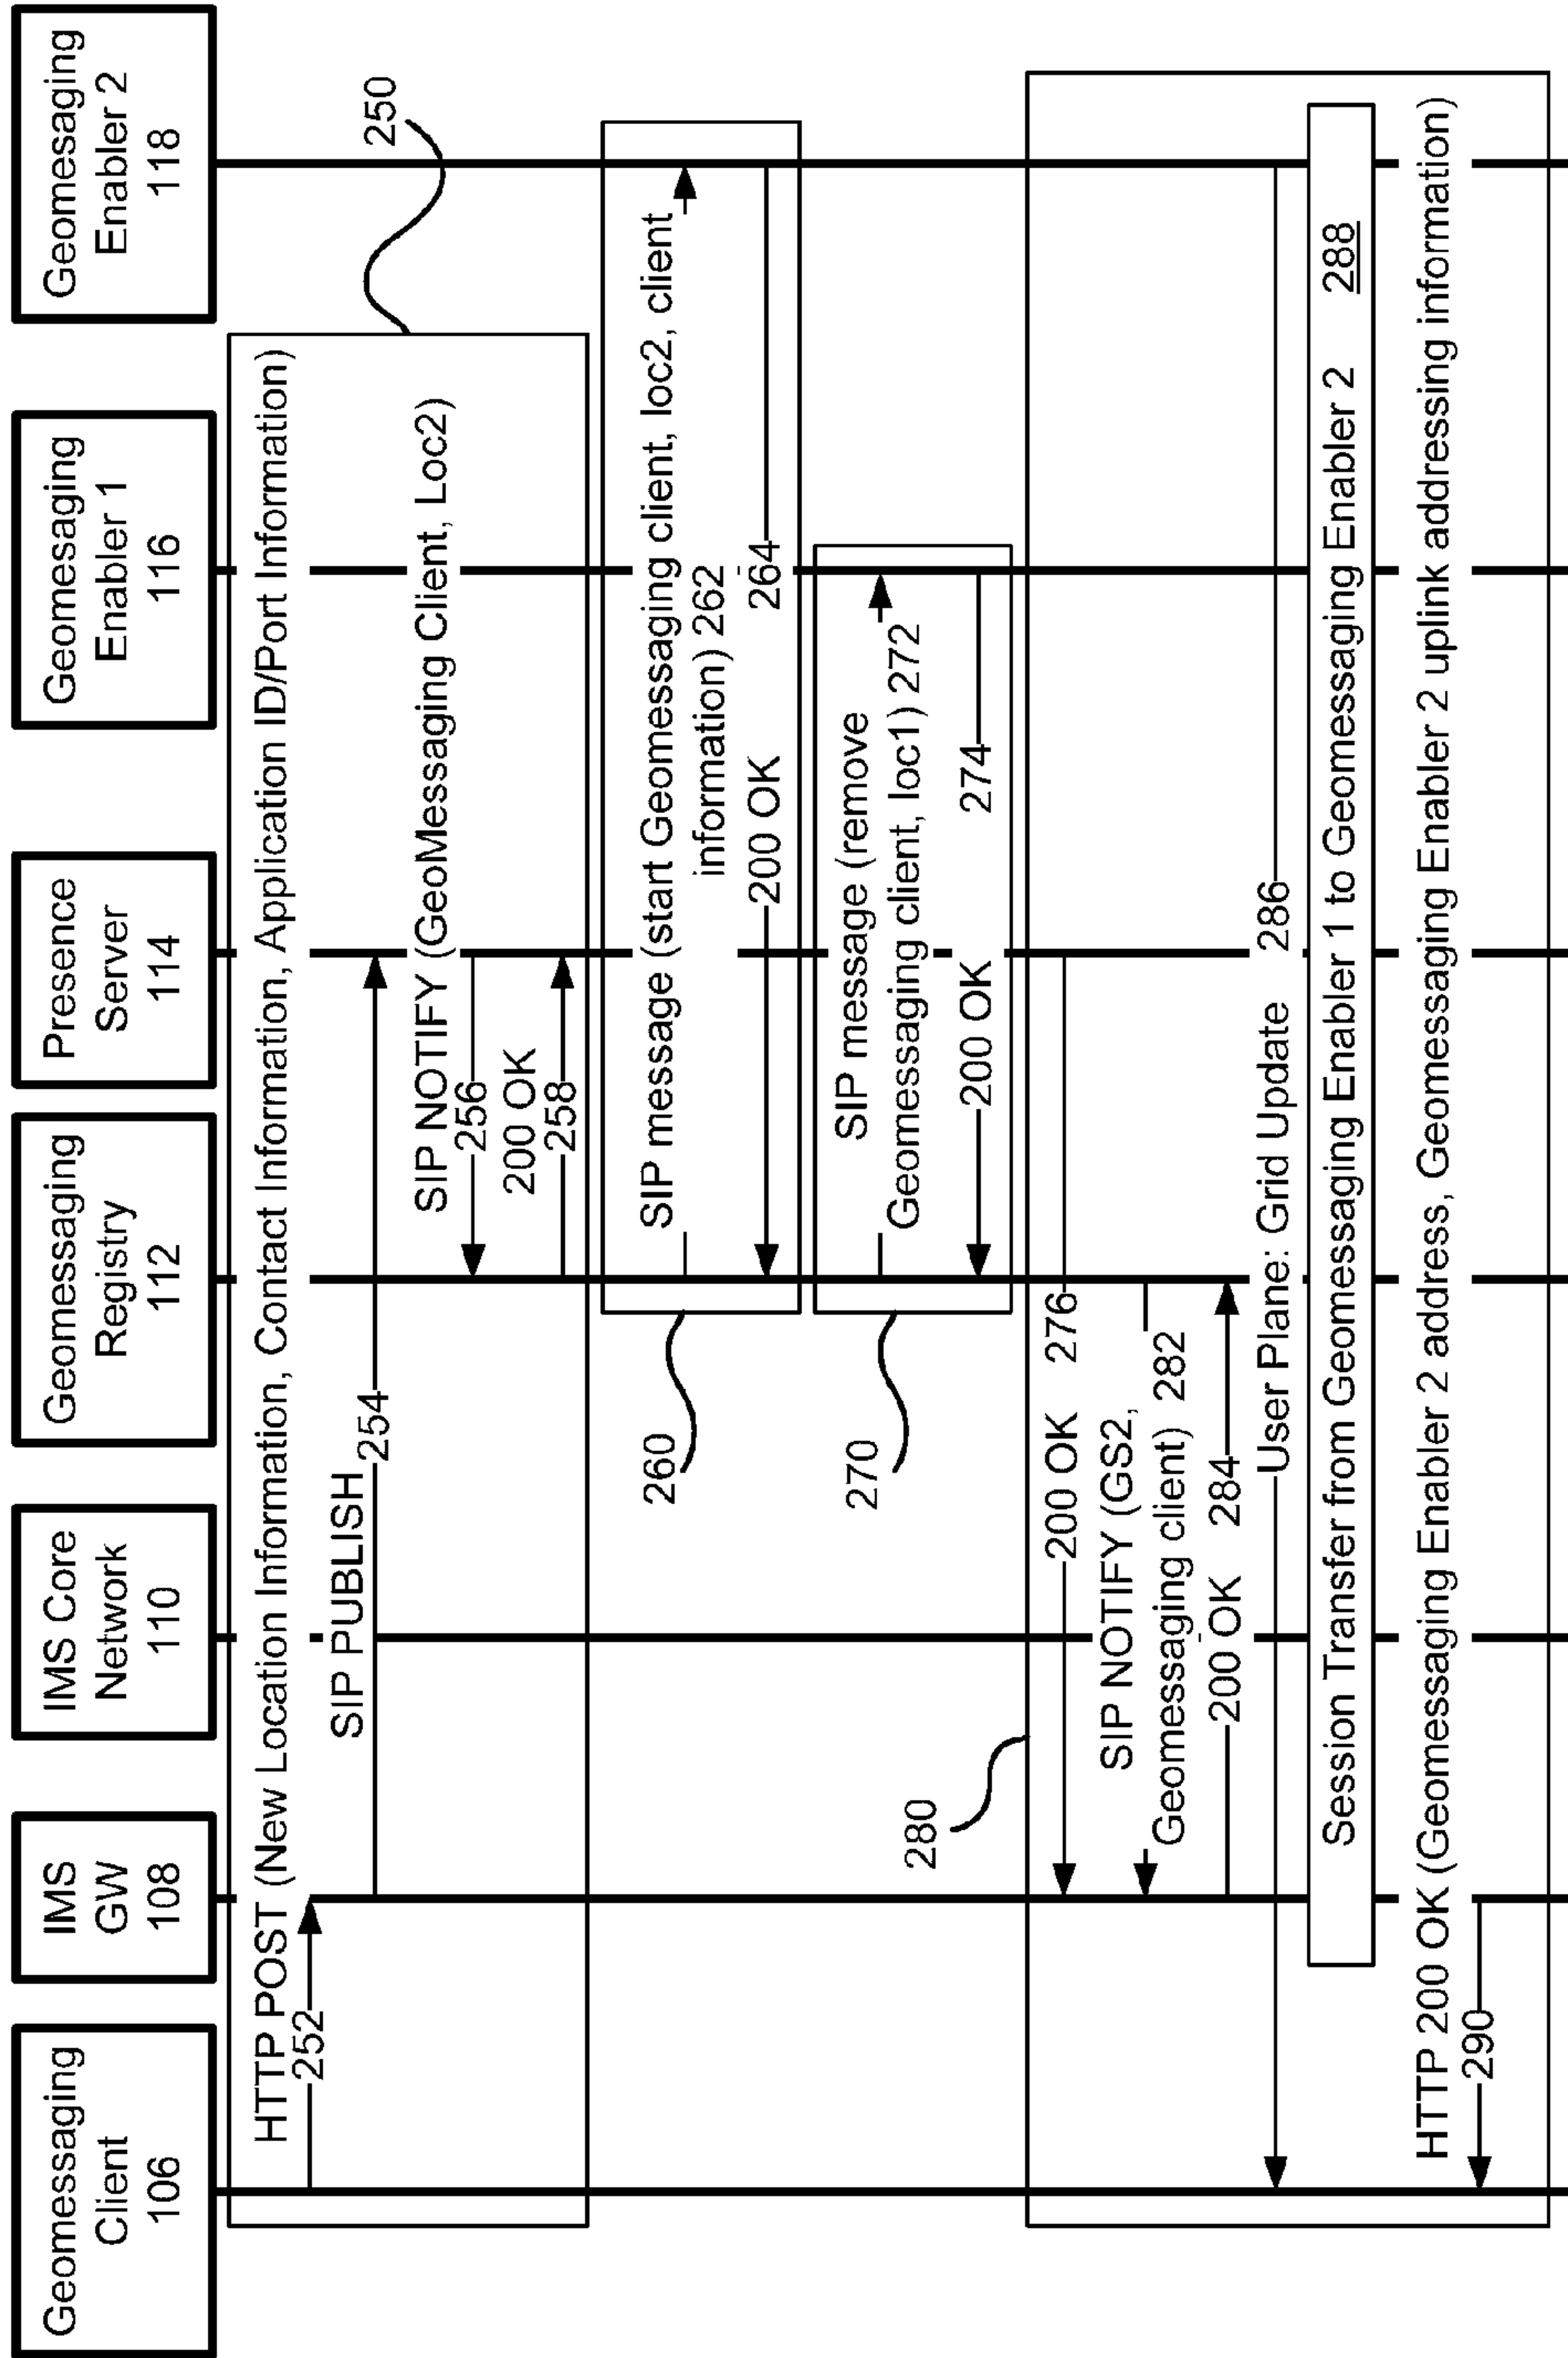 Geomessaging
Client
106
IMS
GW
108
IMS Core
Network
110
Geomessaging
Registry
112
Presence
Server
114
Geomessaging
Enabler 1
116
Geomessaging
Enabler 2
118
HTTP POST (New Location Information, Contact Information, Application ID/Port Information)
252
250
SIP PUBLISH
254
SIP NOTIFY (GeoMessaging Client, Loc2)
256
200 OK
258
SIP message (start Geomessaging client, loc2, client
information) 262
200 OK
264
260
SIP message (remove
Geomessaging client, loc1) 272
200 OK
274
270
280
200 OK 276
SIP NOTIFY (GS2,
Geomessaging client) 282
200 OK 284
User Plane: Grid Update 286
Session Transfer from Geomessaging Enabler 1 to Geomessaging Enabler 2 288
HTTP 200 OK (Geomessaging Enabler 2 address, Geomessaging Enabler 2 uplink addressing information)
290